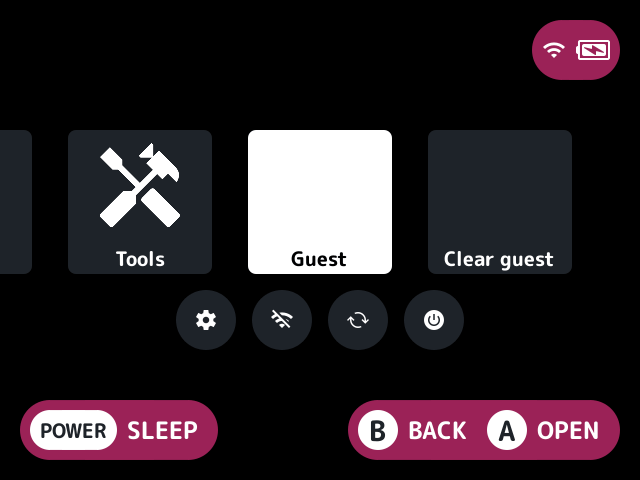 Tools
Guest
Clear guest
POWER SLEEP
B BACK A OPEN